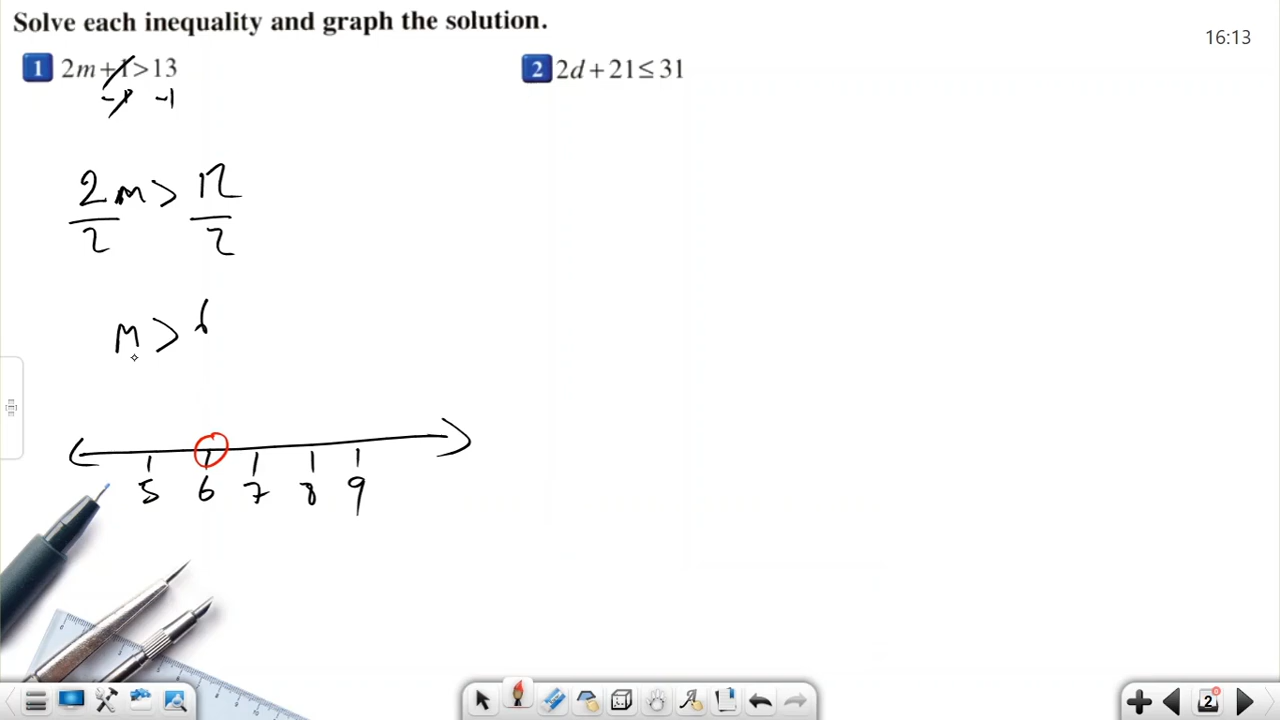 Solve each inequality and graph the solution.
16:13
1 2m+1>13
-1 -1
2m > 12
2 2
m > 6
5 6 7 8 9
2 2d+21≤31
2